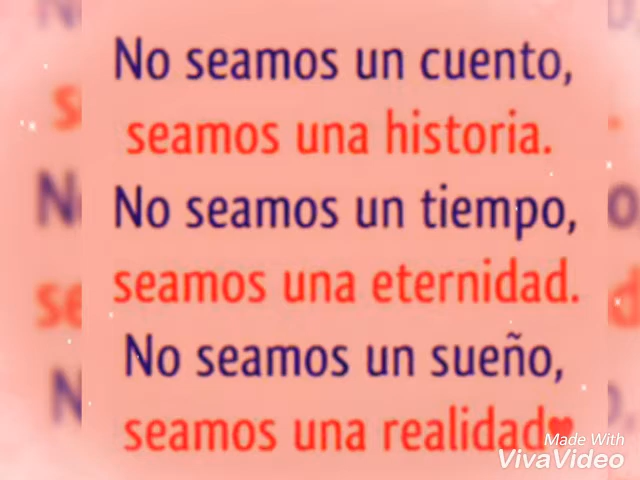 No seamos un cuento,
seamos una historia.
No seamos un tiempo,
seamos una eternidad.
No seamos un sueño,
seamos una realidad♥
Made With
VivaVideo